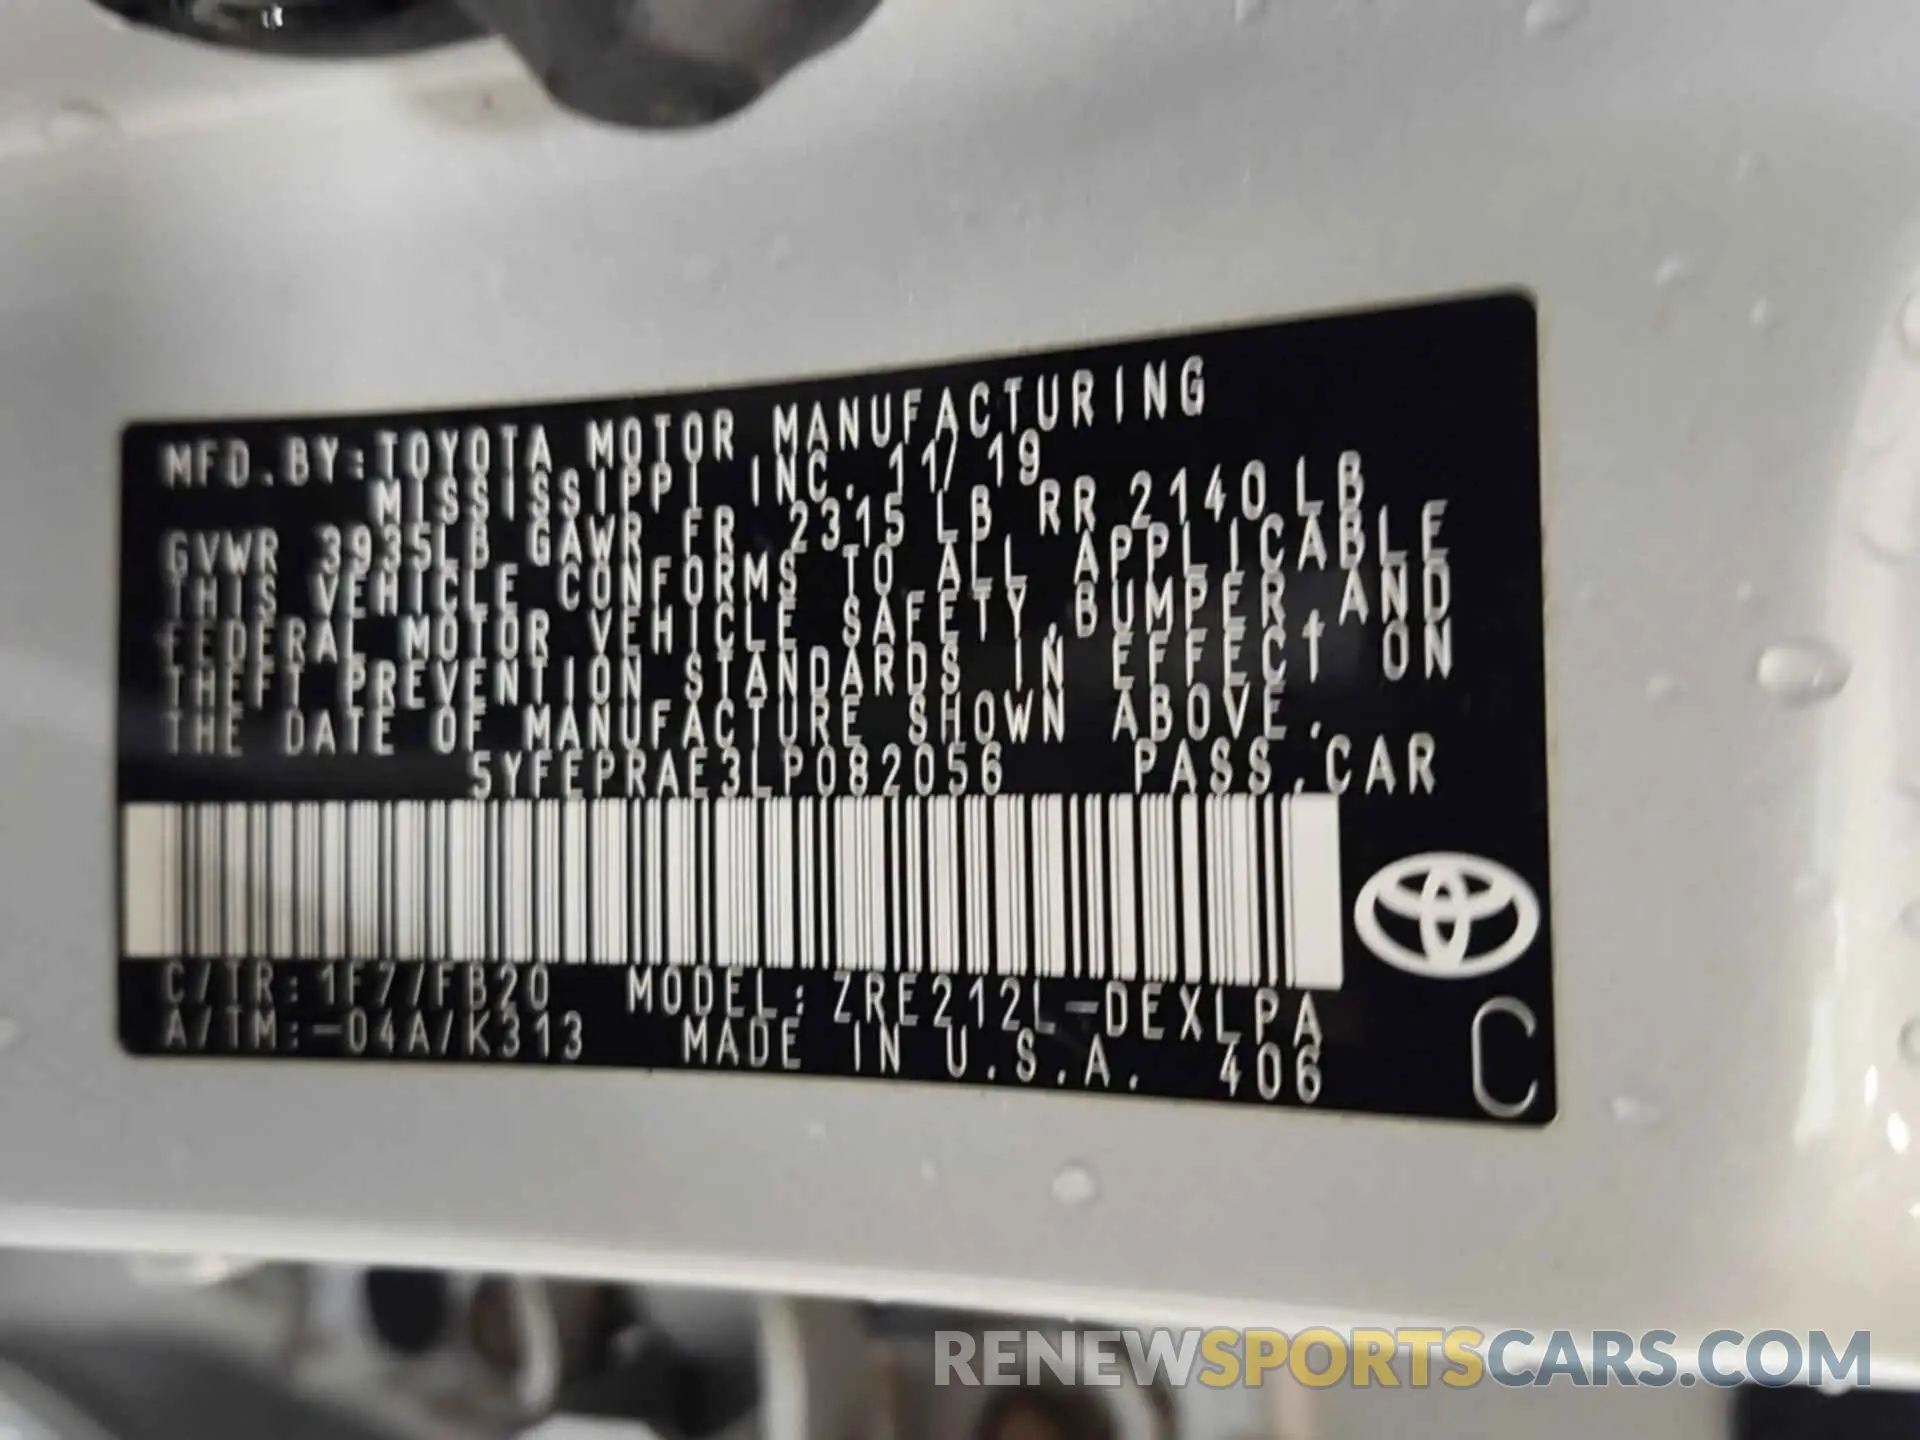 MFD.BY:TOYOTA MOTOR MANUFACTURING
MISSISSIPPI INC. 11/19
GVWR 3935LB GAWR FR 2315 LB RR 2140LB
THIS VEHICLE CONFORMS TO ALL APPLICABLE
FEDERAL MOTOR VEHICLE SAFETY,BUMPER,AND
THEFT PREVENTION STANDARDS IN EFFECT ON
THE DATE OF MANUFACTURE SHOWN ABOVE.
5YFEPRAE3LP082056 PASS.CAR
C/TR:1F7/FB20 MODEL:ZRE212L-DEXLPA
A/TM:-04A/K313 MADE IN U.S.A. 406
C
RENEWSPORTSCARS.COM